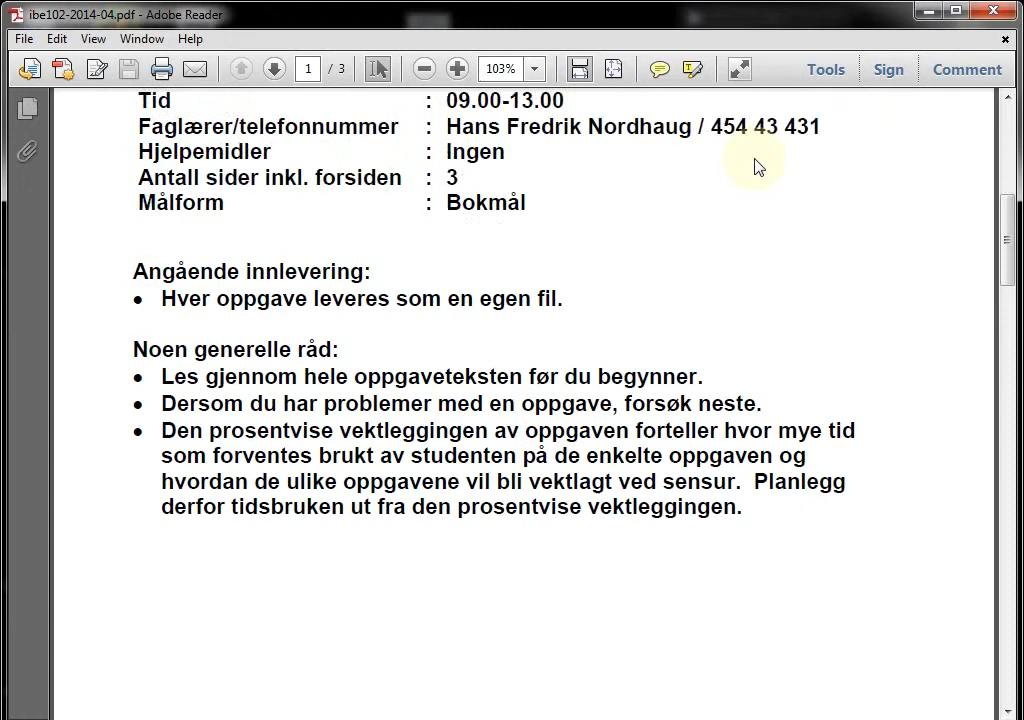 ibe102-2014-04.pdf - Adobe Reader
File Edit View Window Help
1 / 3 103% Tools Sign Comment
Tid : 09.00-13.00
Faglærer/telefonnummer : Hans Fredrik Nordhaug / 454 43 431
Hjelpemidler : Ingen
Antall sider inkl. forsiden : 3
Målform : Bokmål
Angående innlevering:
• Hver oppgave leveres som en egen fil.
Noen generelle råd:
• Les gjennom hele oppgaveteksten før du begynner.
• Dersom du har problemer med en oppgave, forsøk neste.
• Den prosentvise vektleggingen av oppgaven forteller hvor mye tid
som forventes brukt av studenten på de enkelte oppgaven og
hvordan de ulike oppgavene vil bli vektlagt ved sensur. Planlegg
derfor tidsbruken ut fra den prosentvise vektleggingen.